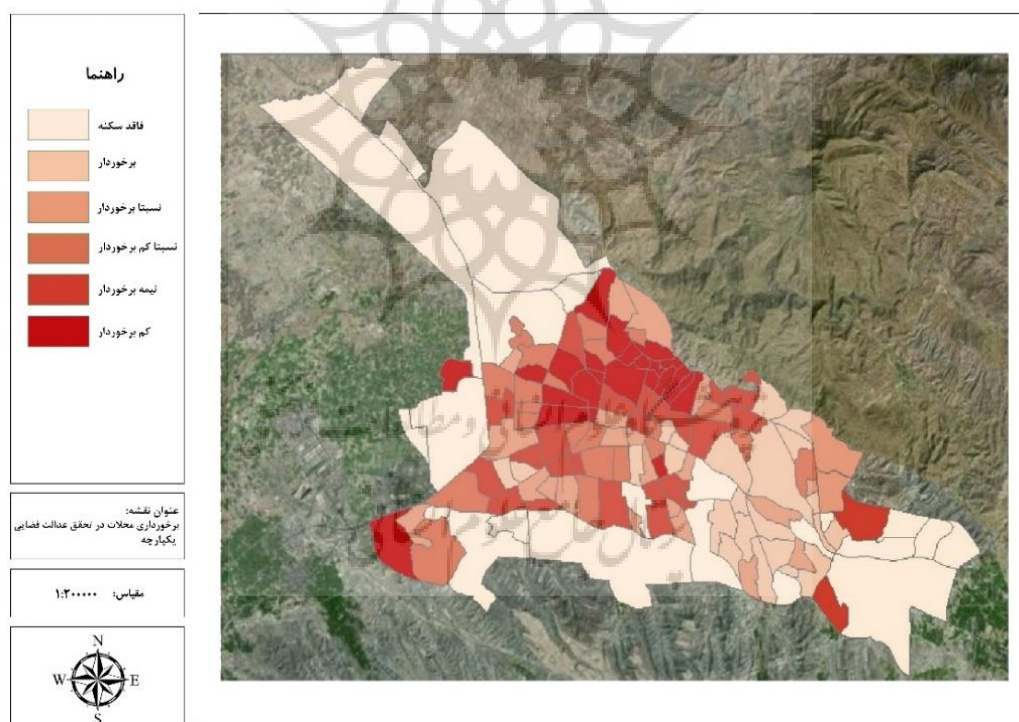 راهنما
فاقد سکنه
برخوردار
نسبتا برخوردار
نسبتا کم برخوردار
نیمه برخوردار
کم برخوردار
عنوان نقشه:
برخورداری محلات در تحقق عدالت فضایی
یکپارچه
مقیاس: ۱:۲۰۰۰۰۰
N
W E
S